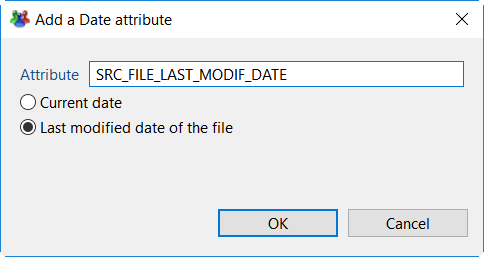 Add a Date attribute
Attribute SRC_FILE_LAST_MODIF_DATE
Current date
Last modified date of the file
OK Cancel